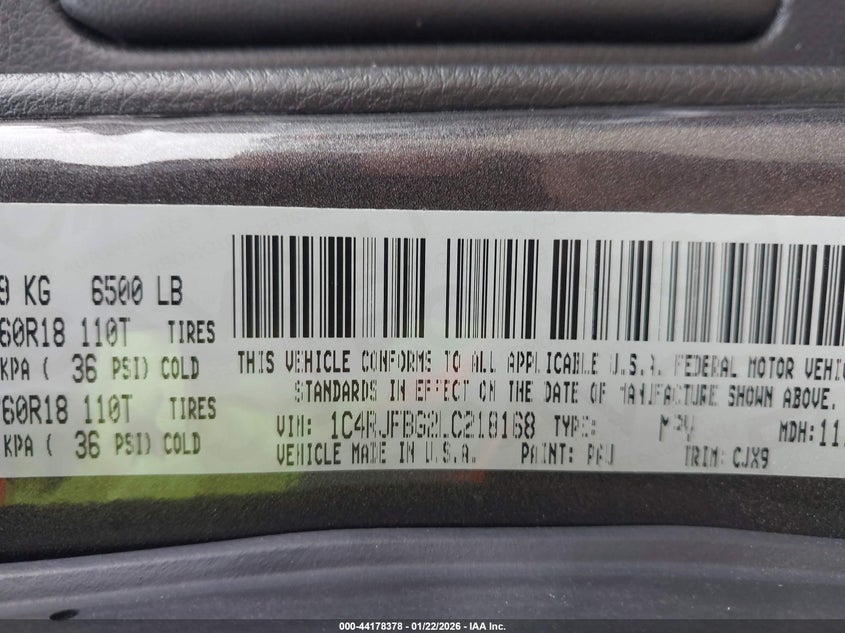 9 KG 6500 LB
60R18 110T TIRES
KPA ( 36 PSI) COLD
60R18 110T TIRES
KPA ( 36 PSI) COLD
THIS VEHICLE CONFORMS TO ALL APPLICABLE U.S.A. FEDERAL MOTOR VEHIC
STANDARDS IN EFFECT ON THE DATE OF MANUFACTURE SHOWN ABOVE.
VIN: 1C4RJFBG2LC218168 TYPE: MPV MDH: 11
VEHICLE MADE IN U.S.A. PAINT: PAU TRIM: CJX9
000-44178378 - 01/22/2026 - IAA Inc.